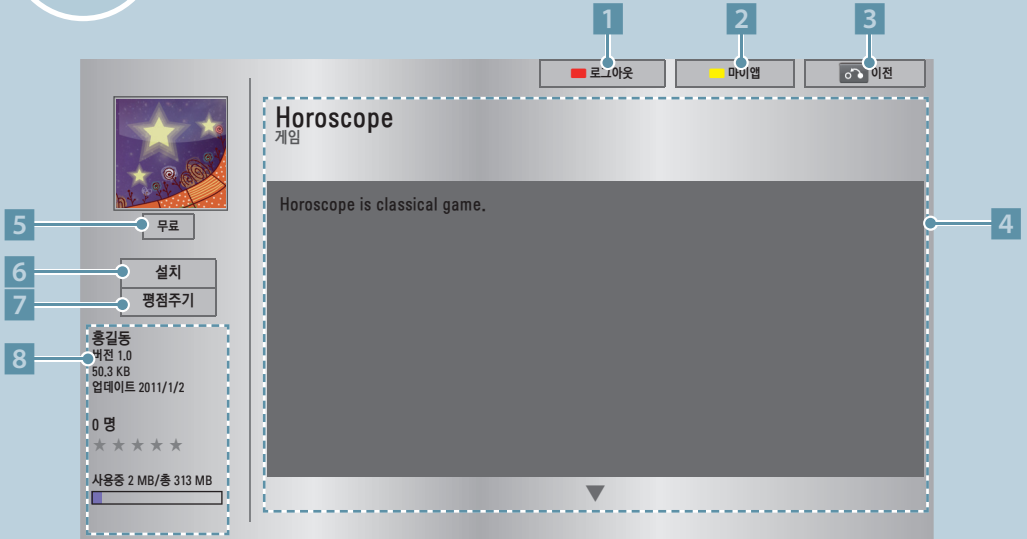 1
2
3
로그아웃
마이앱
이전
Horoscope
게임
Horoscope is classical game.
4
5
무료
6
설치
7
평점주기
8
홍길동
버전 1.0
50.3 KB
업데이트 2011/1/2
0 명
사용중 2 MB/총 313 MB